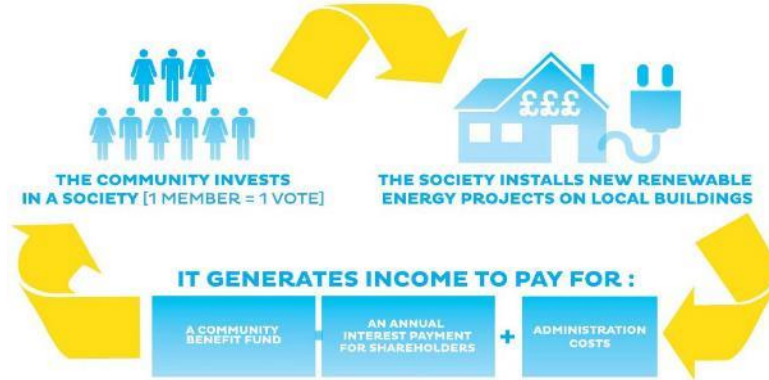 £££
THE COMMUNITY INVESTS
IN A SOCIETY [1 MEMBER = 1 VOTE]
THE SOCIETY INSTALLS NEW RENEWABLE
ENERGY PROJECTS ON LOCAL BUILDINGS
IT GENERATES INCOME TO PAY FOR :
A COMMUNITY
BENEFIT FUND
AN ANNUAL
INTEREST PAYMENT
FOR SHAREHOLDERS
+
ADMINISTRATION
COSTS